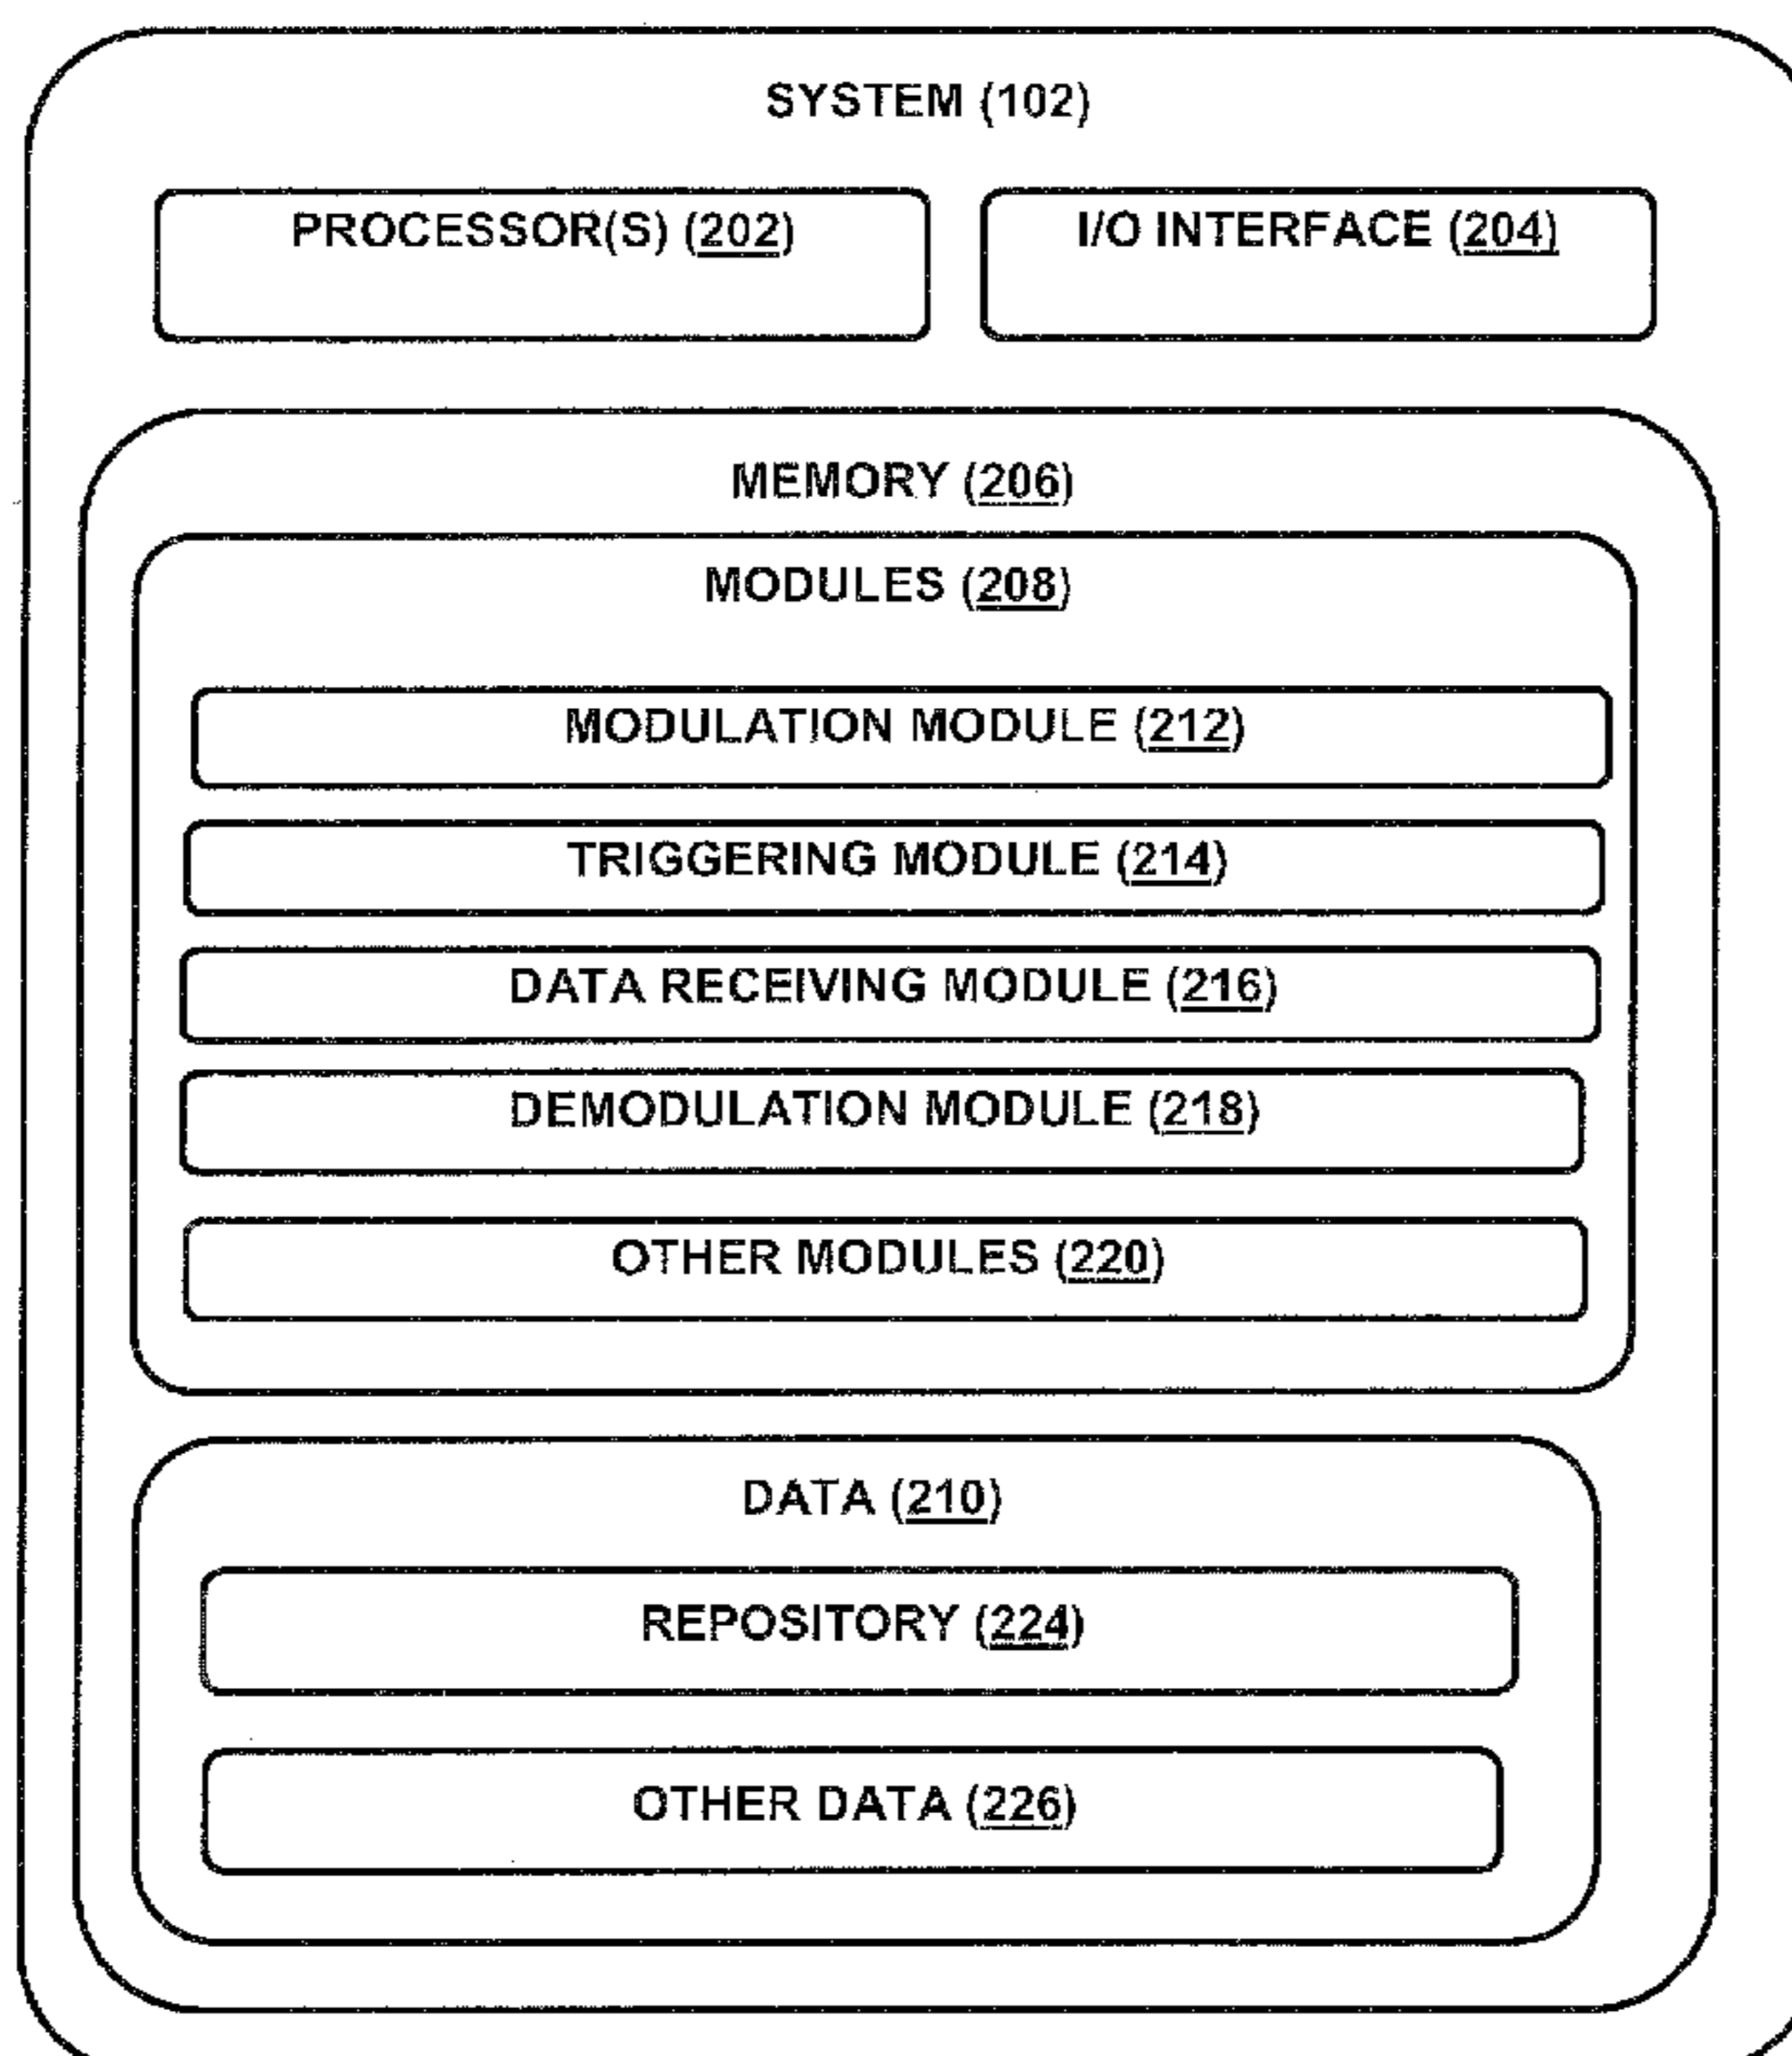 SYSTEM (102)
PROCESSOR(S) (202)
I/O INTERFACE (204)
MEMORY (206)
MODULES (208)
MODULATION MODULE (212)
TRIGGERING MODULE (214)
DATA RECEIVING MODULE (216)
DEMODULATION MODULE (218)
OTHER MODULES (220)
DATA (210)
REPOSITORY (224)
OTHER DATA (226)